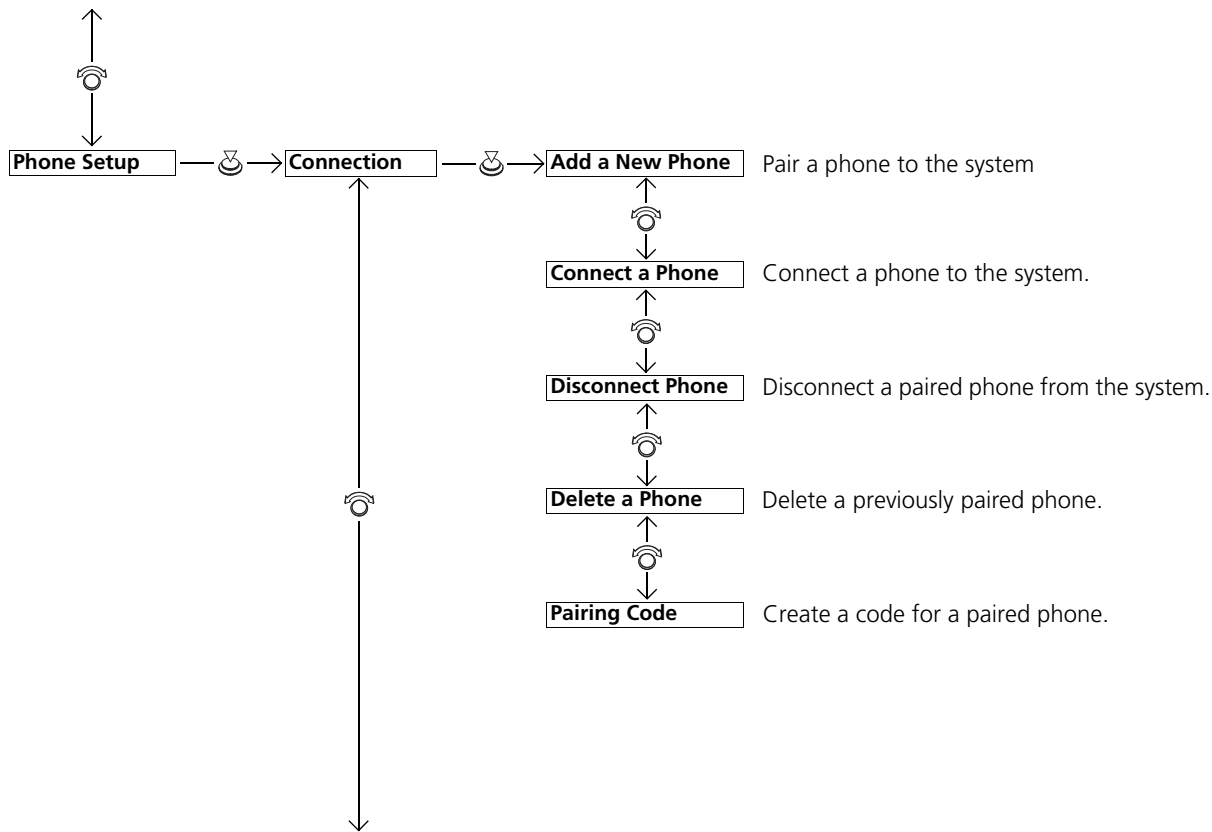 Phone Setup
Connection
Add a New Phone
Pair a phone to the system
Connect a Phone
Connect a phone to the system.
Disconnect Phone
Disconnect a paired phone from the system.
Delete a Phone
Delete a previously paired phone.
Pairing Code
Create a code for a paired phone.